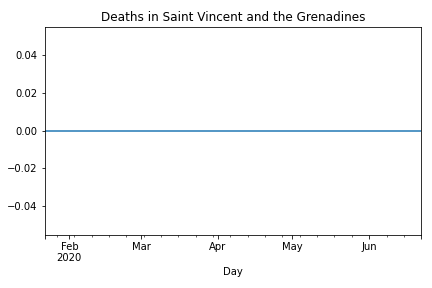 Deaths in Saint Vincent and the Grenadines
0.04
0.02
0.00
−0.02
−0.04
Feb Mar Apr May Jun
2020
Day